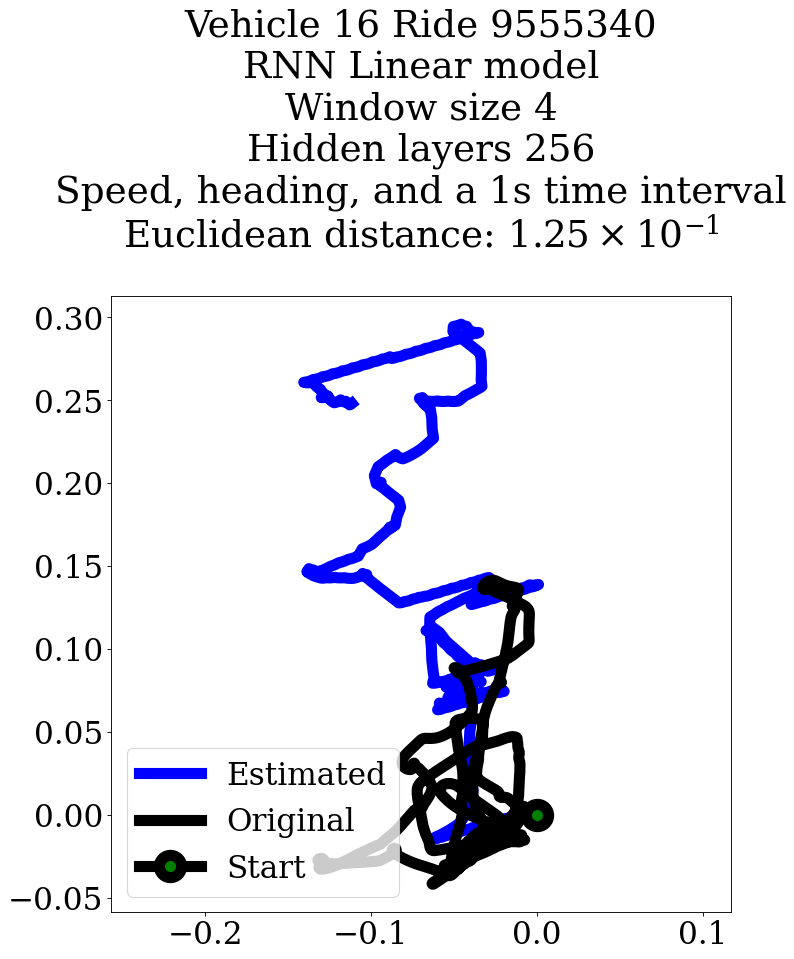 Vehicle 16 Ride 9555340
RNN Linear model
Window size 4
Hidden layers 256
Speed, heading, and a 1s time interval
Euclidean distance: 1.25 × 10⁻¹
0.30
0.25
0.20
0.15
0.10
0.05
0.00
−0.05
Estimated
Original
Start
−0.2
−0.1
0.0
0.1